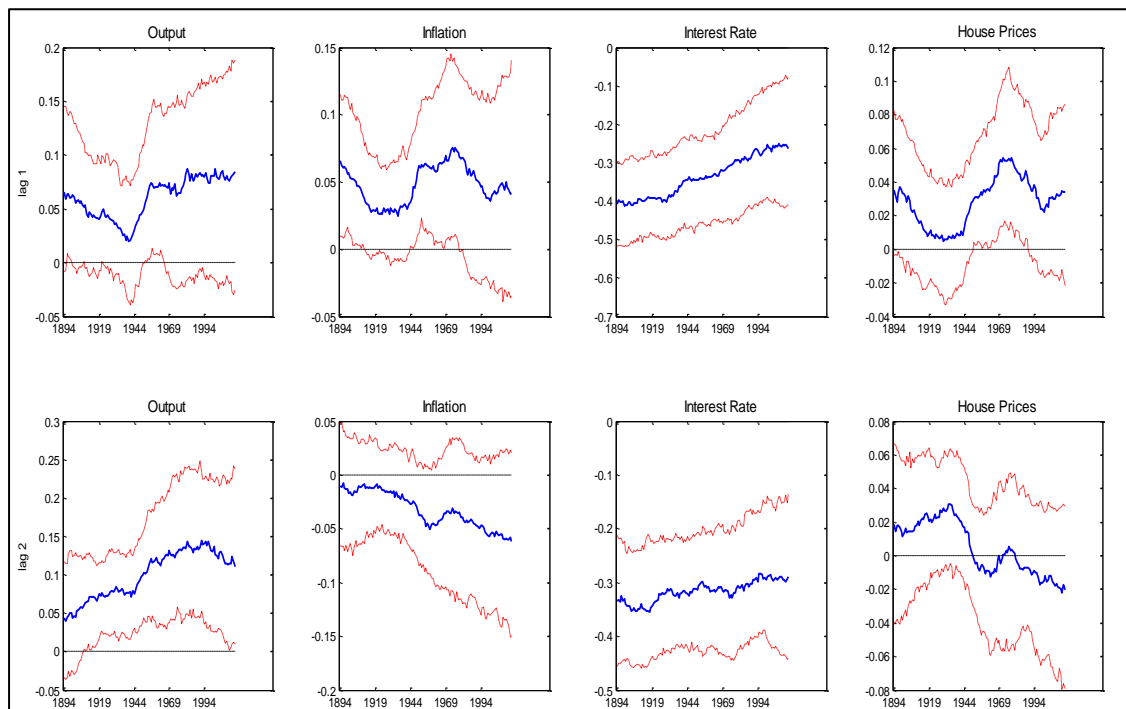 Output Inflation Interest Rate House Prices
0.2 0.15 0 0.12
0.15 0.1 0.05 0 -0.05
lag 1
0.1 0.05 0 -0.05
-0.1 -0.2 -0.3 -0.4 -0.5 -0.6 -0.7
0.1 0.08 0.06 0.04 0.02 0 -0.02 -0.04
1894 1919 1944 1969 1994 1894 1919 1944 1969 1994 1894 1919 1944 1969 1994 1894 1919 1944 1969 1994
Output Inflation Interest Rate House Prices
0.3 0.05 0 0.08
0.25 0.2 0.15 0.1 0.05 0 -0.05
lag 2
0 -0.05 -0.1 -0.15 -0.2
-0.1 -0.2 -0.3 -0.4 -0.5
0.06 0.04 0.02 0 -0.02 -0.04 -0.06 -0.08
1894 1919 1944 1969 1994 1894 1919 1944 1969 1994 1894 1919 1944 1969 1994 1894 1919 1944 1969 1994